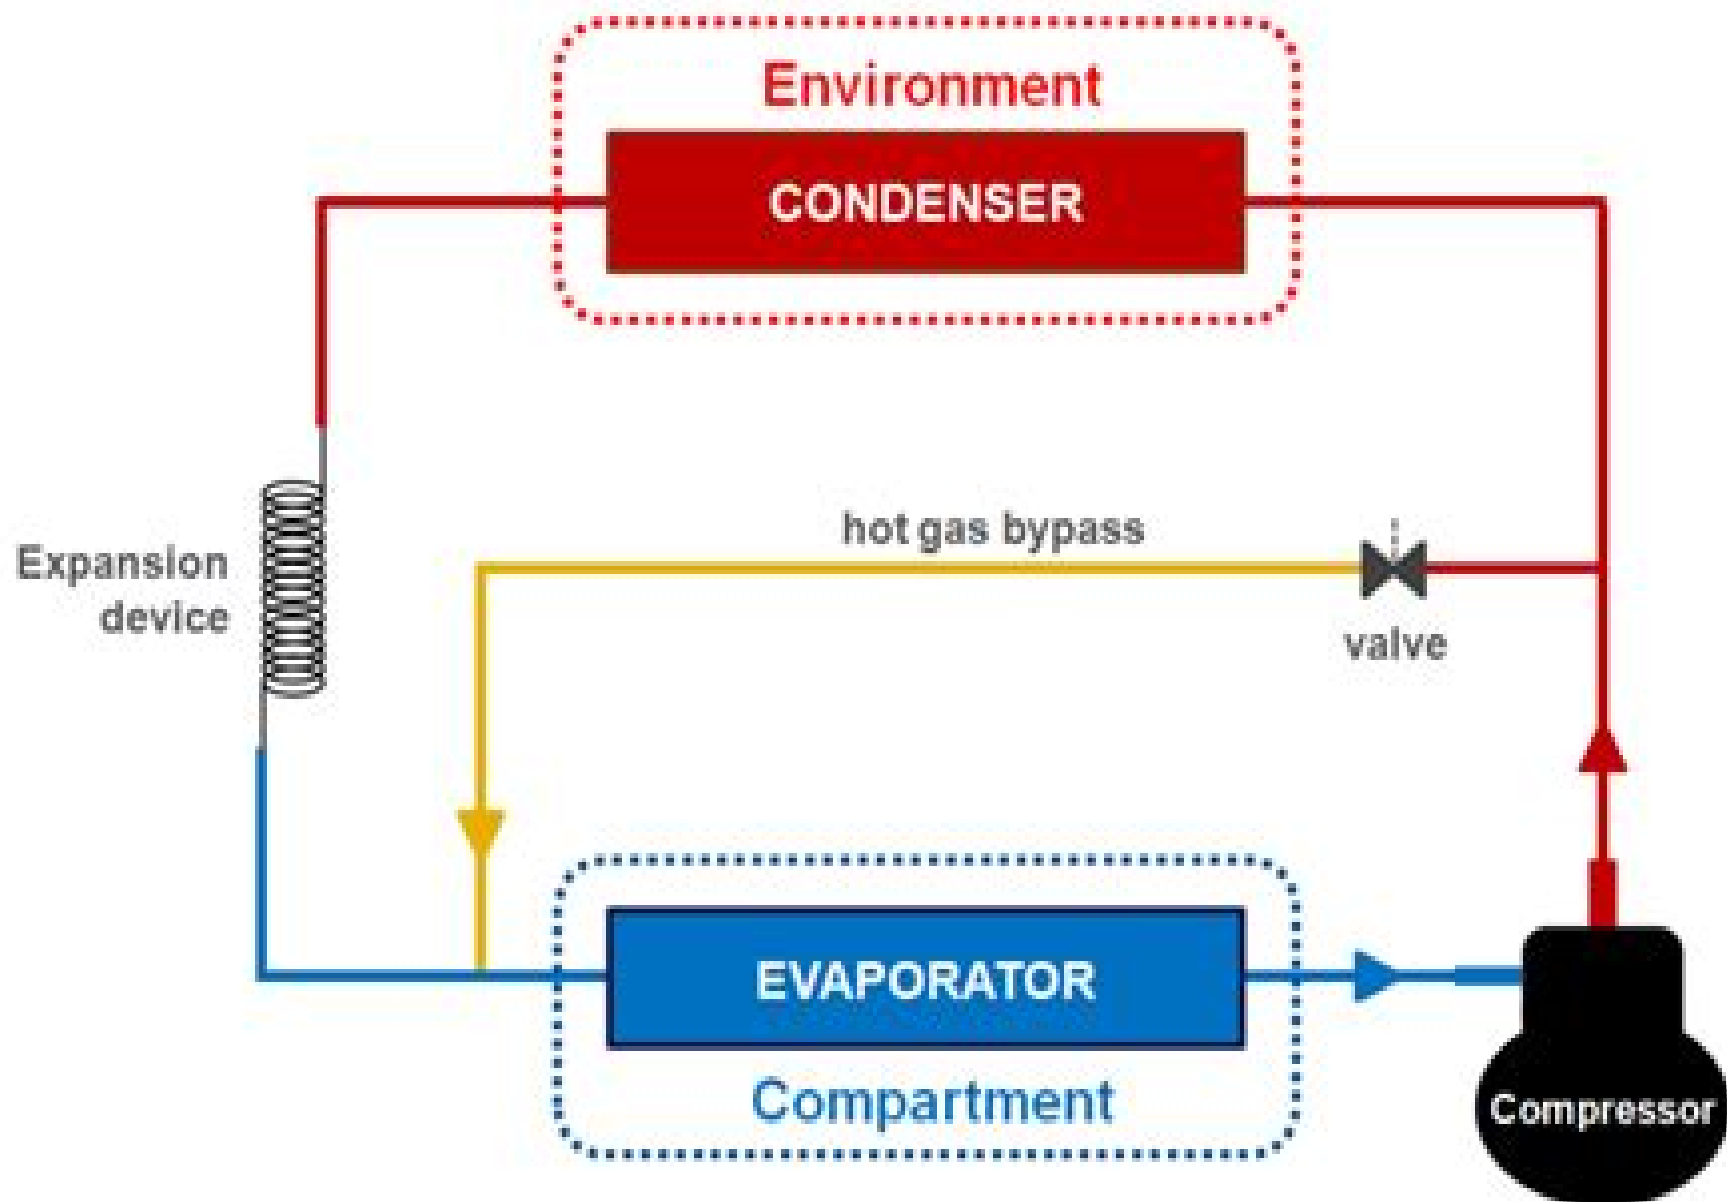 Environment
CONDENSER
hot gas bypass
Expansion
device
valve
EVAPORATOR
Compartment
Compressor